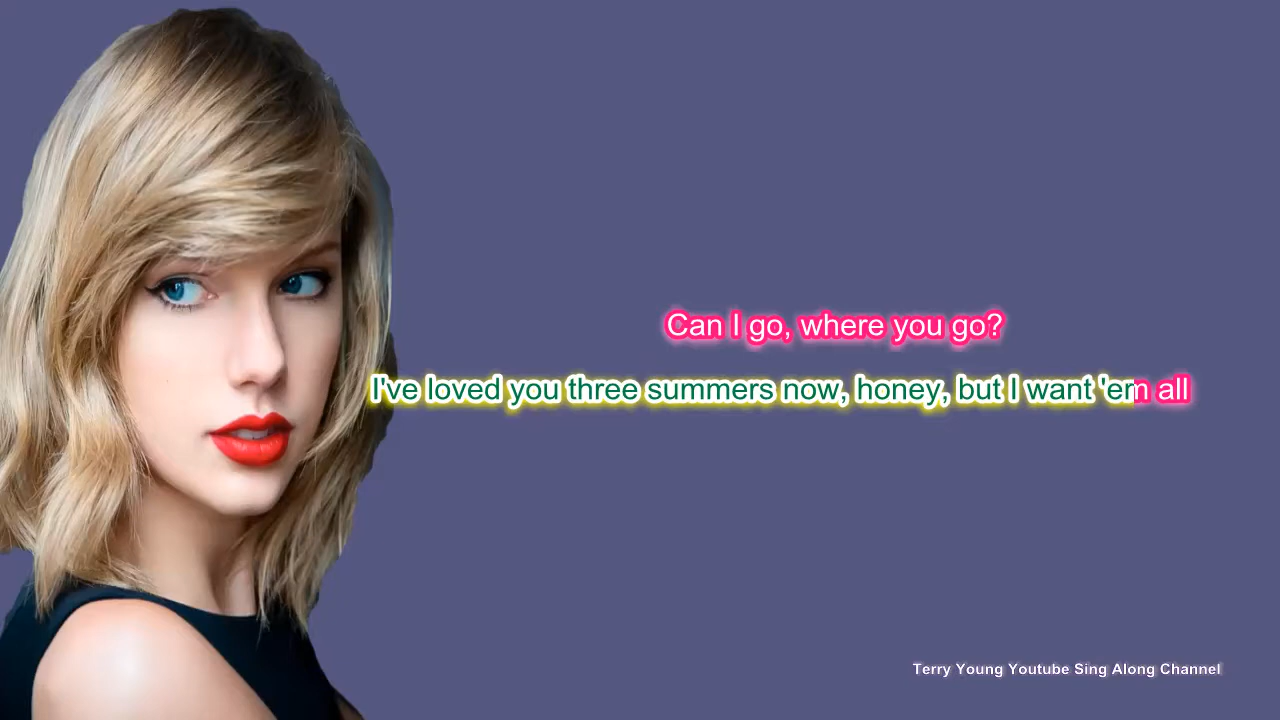 Can I go, where you go?
I've loved you three summers now, honey, but I want 'em all
Terry Young Youtube Sing Along Channel